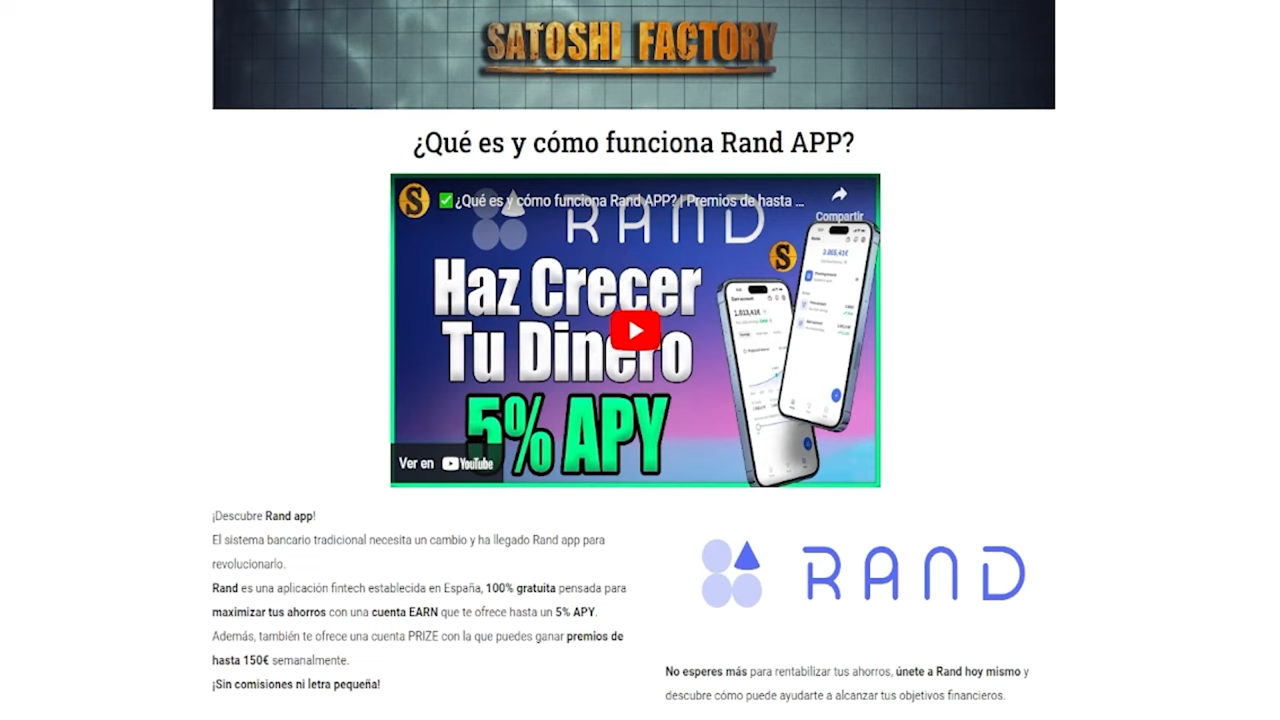 SATOSHI FACTORY
¿Qué es y cómo funciona Rand APP?
✅¿Qué es y cómo funciona Rand APP? | Premios de hasta ...
Compartir
RAND
Haz Crecer
Tu Dinero
5% APY
Ver en YouTube
¡Descubre Rand app!
El sistema bancario tradicional necesita un cambio y ha llegado Rand app para
revolucionarlo.
Rand es una aplicación fintech establecida en España, 100% gratuita pensada para
maximizar tus ahorros con una cuenta EARN que te ofrece hasta un 5% APY.
Además, también te ofrece una cuenta PRIZE con la que puedes ganar premios de
hasta 150€ semanalmente.
¡Sin comisiones ni letra pequeña!
RAND
No esperes más para rentabilizar tus ahorros, únete a Rand hoy mismo y
descubre cómo puede ayudarte a alcanzar tus objetivos financieros.